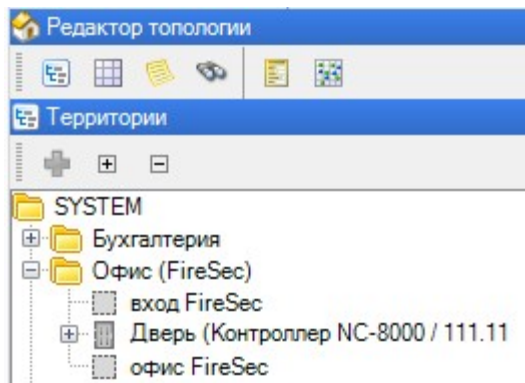 Редактор топологии
Территории
SYSTEM
Бухгалтерия
Офис (FireSec)
вход FireSec
Дверь (Контроллер NC-8000 / 111.11
офис FireSec